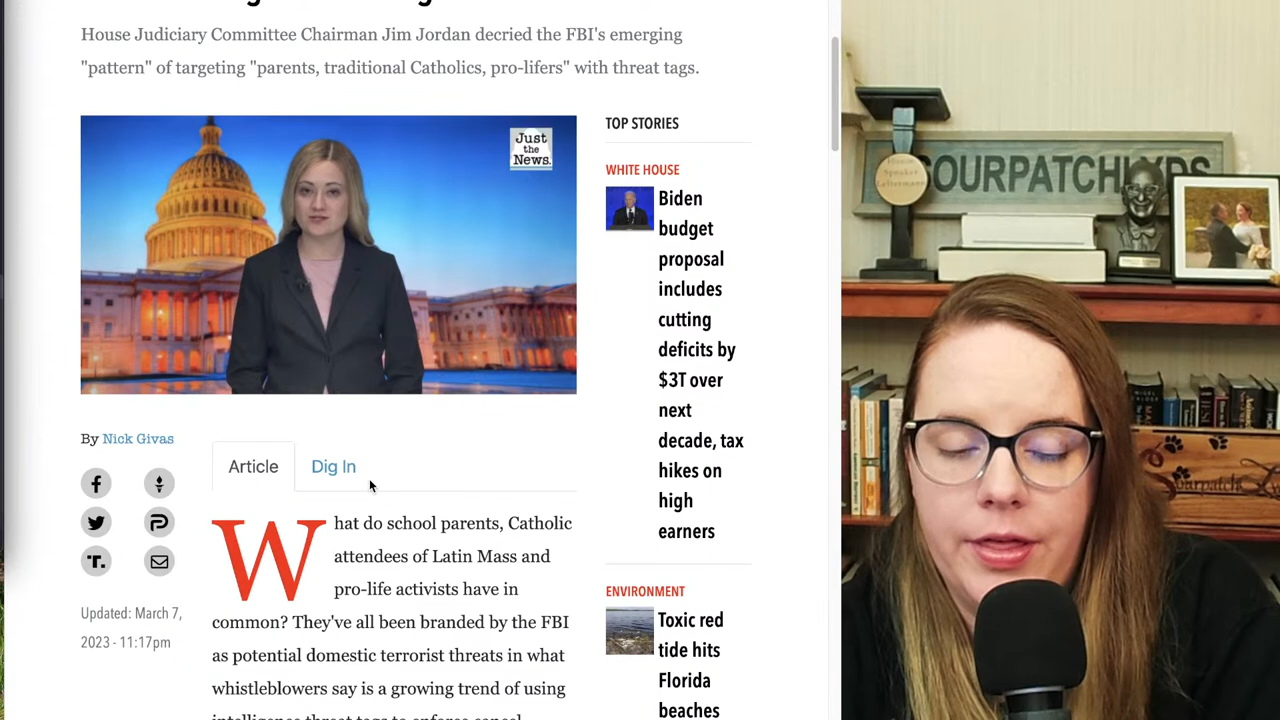 House Judiciary Committee Chairman Jim Jordan decried the FBI's emerging
"pattern" of targeting "parents, traditional Catholics, pro-lifers" with threat tags.
Just
the
News.
By Nick Givas
Updated: March 7,
2023 - 11:17pm
Article
Dig In
What do school parents, Catholic
attendees of Latin Mass and
pro-life activists have in
common? They've all been branded by the FBI
as potential domestic terrorist threats in what
whistleblowers say is a growing trend of using
TOP STORIES
WHITE HOUSE
Biden
budget
proposal
includes
cutting
deficits by
$3T over
next
decade, tax
hikes on
high
earners
ENVIRONMENT
Toxic red
tide hits
Florida
beaches
House
Speaker